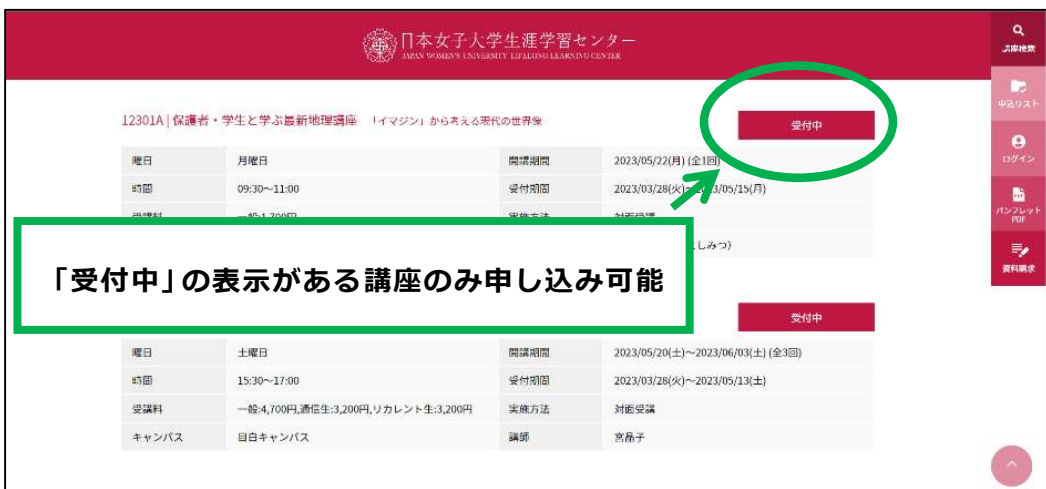 日本女子大学生涯学習センター
JAPAN WOMEN'S UNIVERSITY LIFELONG LEARNING CENTER
講座検索
申込リスト
ログイン
パンフレット
PDF
資料請求
12301A | 保護者・学生と学ぶ最新地理講座 「イマジン」から考える現代の世界像
受付中
曜日 月曜日 開講期間 2023/05/22(月) (全1回)
時間 09:30～11:00 受付期間 2023/03/28(火)～2023/05/15(月)
受講料 一般:1,700円 実施方法 対面受講
としみつ)
「受付中」の表示がある講座のみ申し込み可能
受付中
曜日 土曜日 開講期間 2023/05/20(土)～2023/06/03(土) (全3回)
時間 15:30～17:00 受付期間 2023/03/28(火)～2023/05/13(土)
受講料 一般:4,700円,通信生:3,200円,リカレント生:3,200円 実施方法 対面受講
キャンパス 目白キャンパス 講師 宮晶子